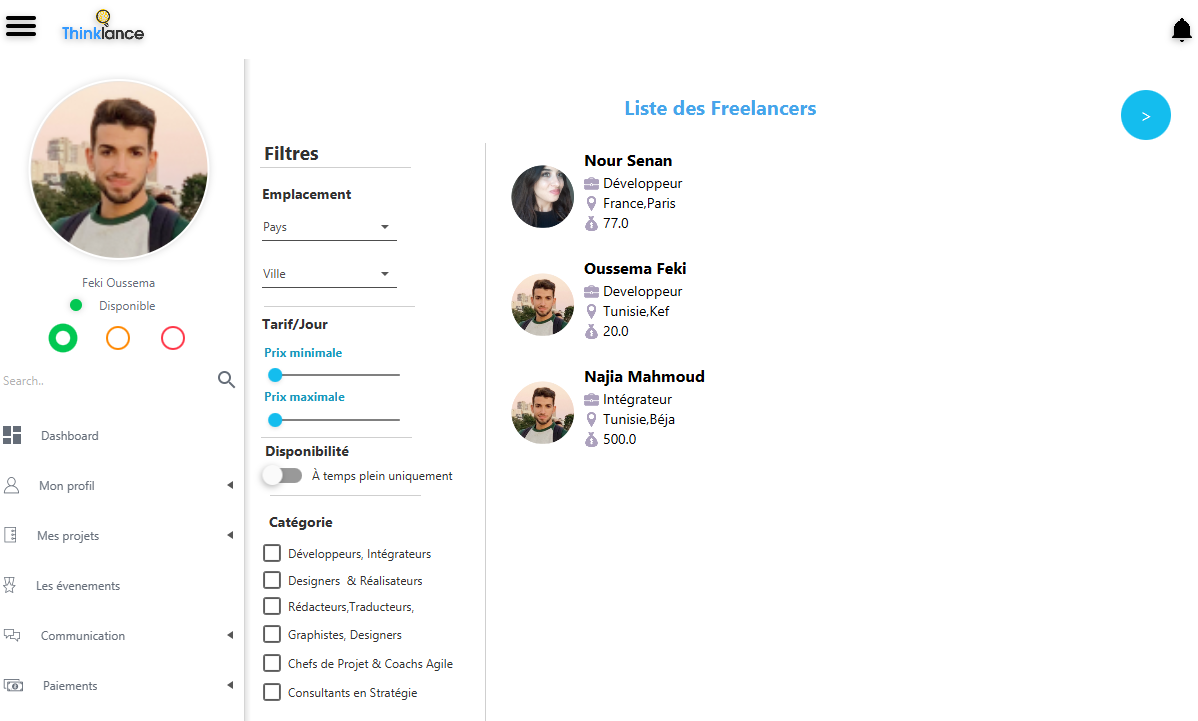 Thinklance
Feki Oussema
Disponible
Search..
Dashboard
Mon profil
Mes projets
Les évenements
Communication
Paiements
Liste des Freelancers
>
Filtres
Emplacement
Pays
Ville
Tarif/Jour
Prix minimale
Prix maximale
Disponibilité
À temps plein uniquement
Catégorie
Développeurs, Intégrateurs
Designers & Réalisateurs
Rédacteurs,Traducteurs,
Graphistes, Designers
Chefs de Projet & Coachs Agile
Consultants en Stratégie
Nour Senan
Développeur
France,Paris
77.0
Oussema Feki
Developpeur
Tunisie,Kef
20.0
Najia Mahmoud
Intégrateur
Tunisie,Béja
500.0